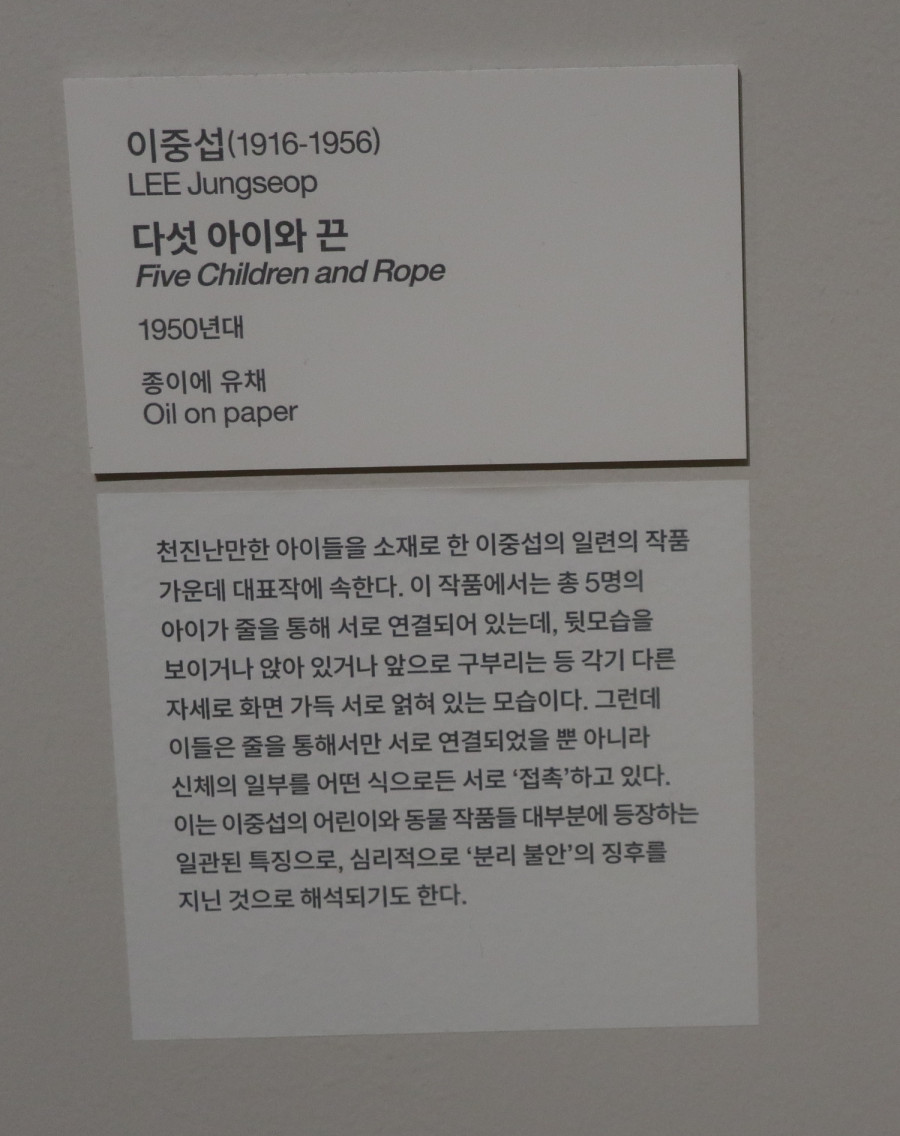 이중섭(1916-1956)
LEE Jungseop
다섯 아이와 끈
Five Children and Rope
1950년대
종이에 유채
Oil on paper
천진난만한 아이들을 소재로 한 이중섭의 일련의 작품
가운데 대표작에 속한다. 이 작품에서는 총 5명의
아이가 줄을 통해 서로 연결되어 있는데, 뒷모습을
보이거나 앉아 있거나 앞으로 구부리는 등 각기 다른
자세로 화면 가득 서로 얽혀 있는 모습이다. 그런데
이들은 줄을 통해서만 서로 연결되었을 뿐 아니라
신체의 일부를 어떤 식으로든 서로 ‘접촉’하고 있다.
이는 이중섭의 어린이와 동물 작품들 대부분에 등장하는
일관된 특징으로, 심리적으로 ‘분리 불안’의 징후를
지닌 것으로 해석되기도 한다.